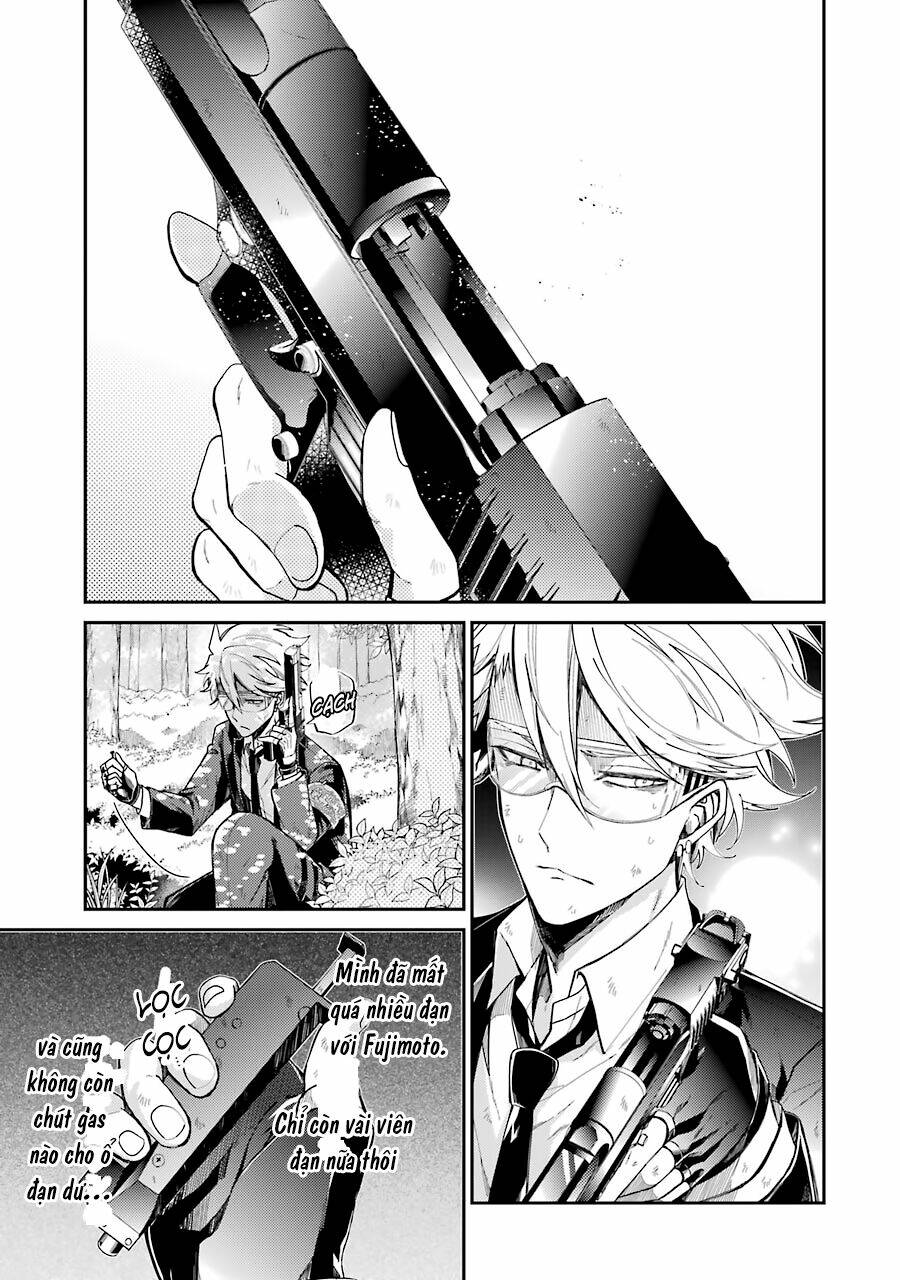 CẠCH
Mình đã mất
quá nhiều đạn
với Fujimoto.
Chỉ còn vài viên
đạn nữa thôi
LỌC
CỌC
và cũng
không còn
chút gas
nào cho ổ
đạn dự...